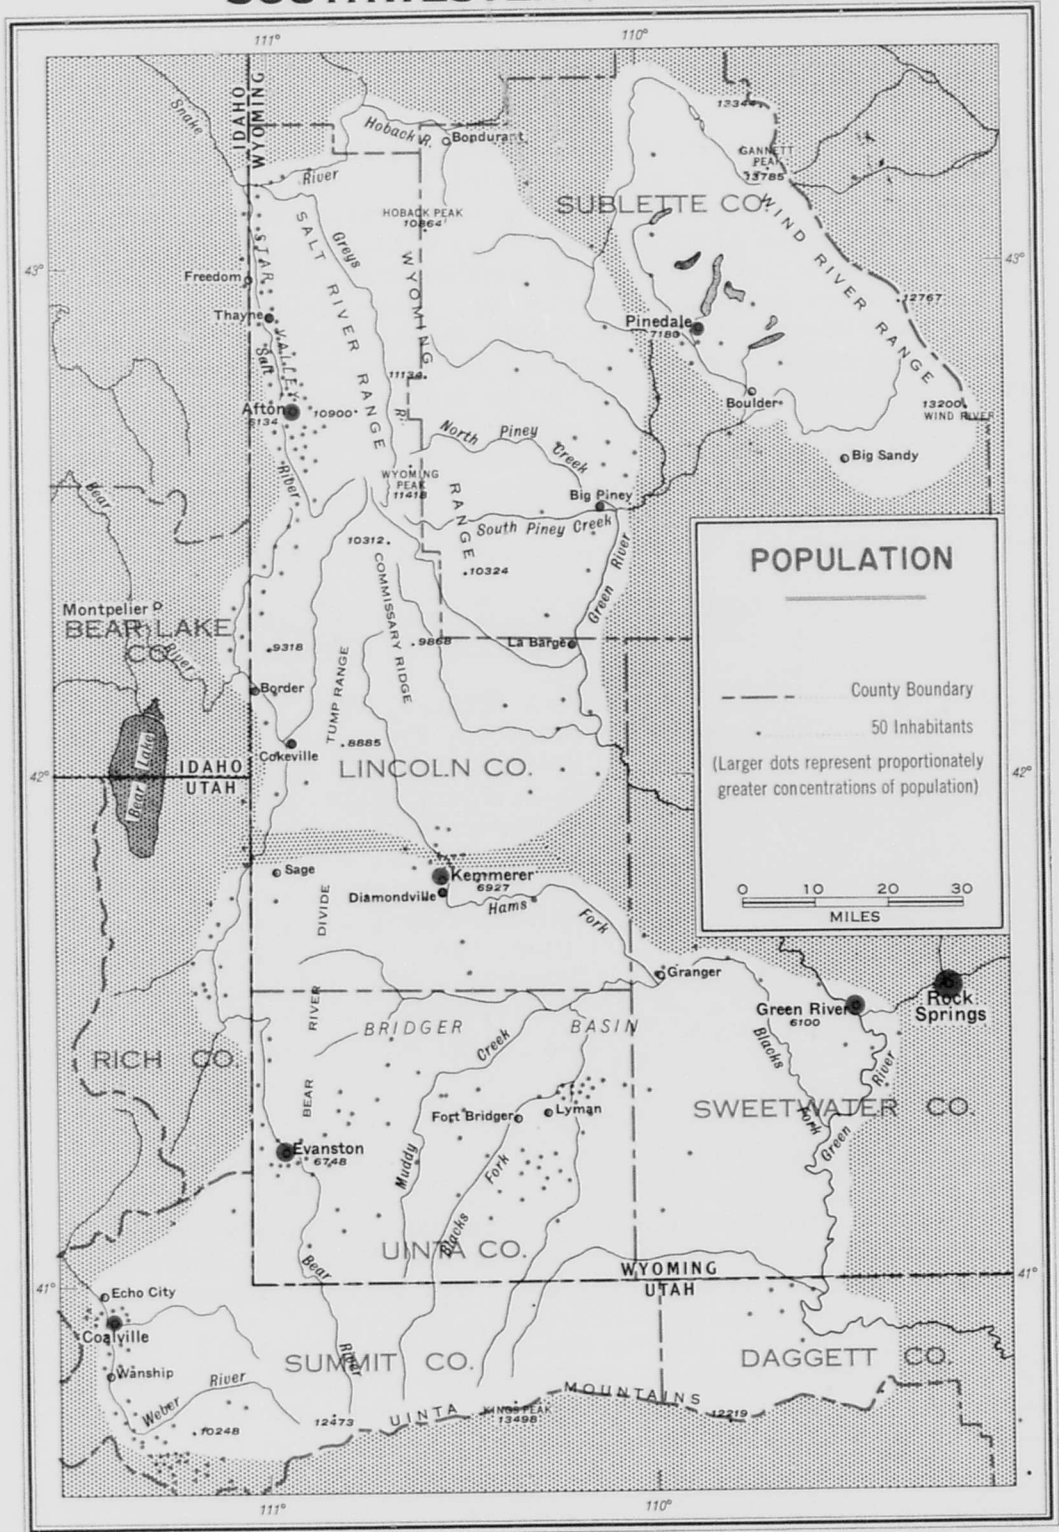 111°
110°
Snake
IDAHO
WYOMING
Hoback R.
Bondurant
13344
GANNETT
PEAK
13785
River
SUBLETTE CO.
HOBACK PEAK
10864
WIND RIVER RANGE
SALT RIVER RANGE
Greys
WYOMING
STAR VALLEY
43°
43°
Freedom
12767
Thayne
Pinedale
7180
Salt
11134
Boulder
13200
WIND RIVER
Afton
6134
10900
R.
North Piney
Creek
Big Sandy
WYOMING
PEAK
11418
River
Bear
RANGE
Big Piney
South Piney Creek
10312
10324
COMMISSARY RIDGE
Green River
POPULATION
Montpelier
BEAR LAKE
CO.
River
9318
9868
La Barge
County Boundary
Border
TUMP RANGE
50 Inhabitants
8885
Cokeville
(Larger dots represent proportionately
greater concentrations of population)
IDAHO
UTAH
LINCOLN CO.
42°
42°
Bear Lake
Sage
Kemmerer
6927
Diamondville
Hams
Fork
0 10 20 30
MILES
DIVIDE
Granger
RIVER
Green River
6100
Rock
Springs
BRIDGER BASIN
Creek
Blacks
River
RICH CO.
BEAR
Fort Bridger
Lyman
SWEETWATER CO.
Fork
Green
Evanston
6748
Muddy
Fork
Blacks
UINTA CO.
Bear
WYOMING
UTAH
41°
41°
Echo City
Coalville
SUMMIT CO.
River
DAGGETT CO.
Wanship
River
Weber
UINTA MOUNTAINS
KINGS PEAK
13498
12473
12219
10248
111°
110°